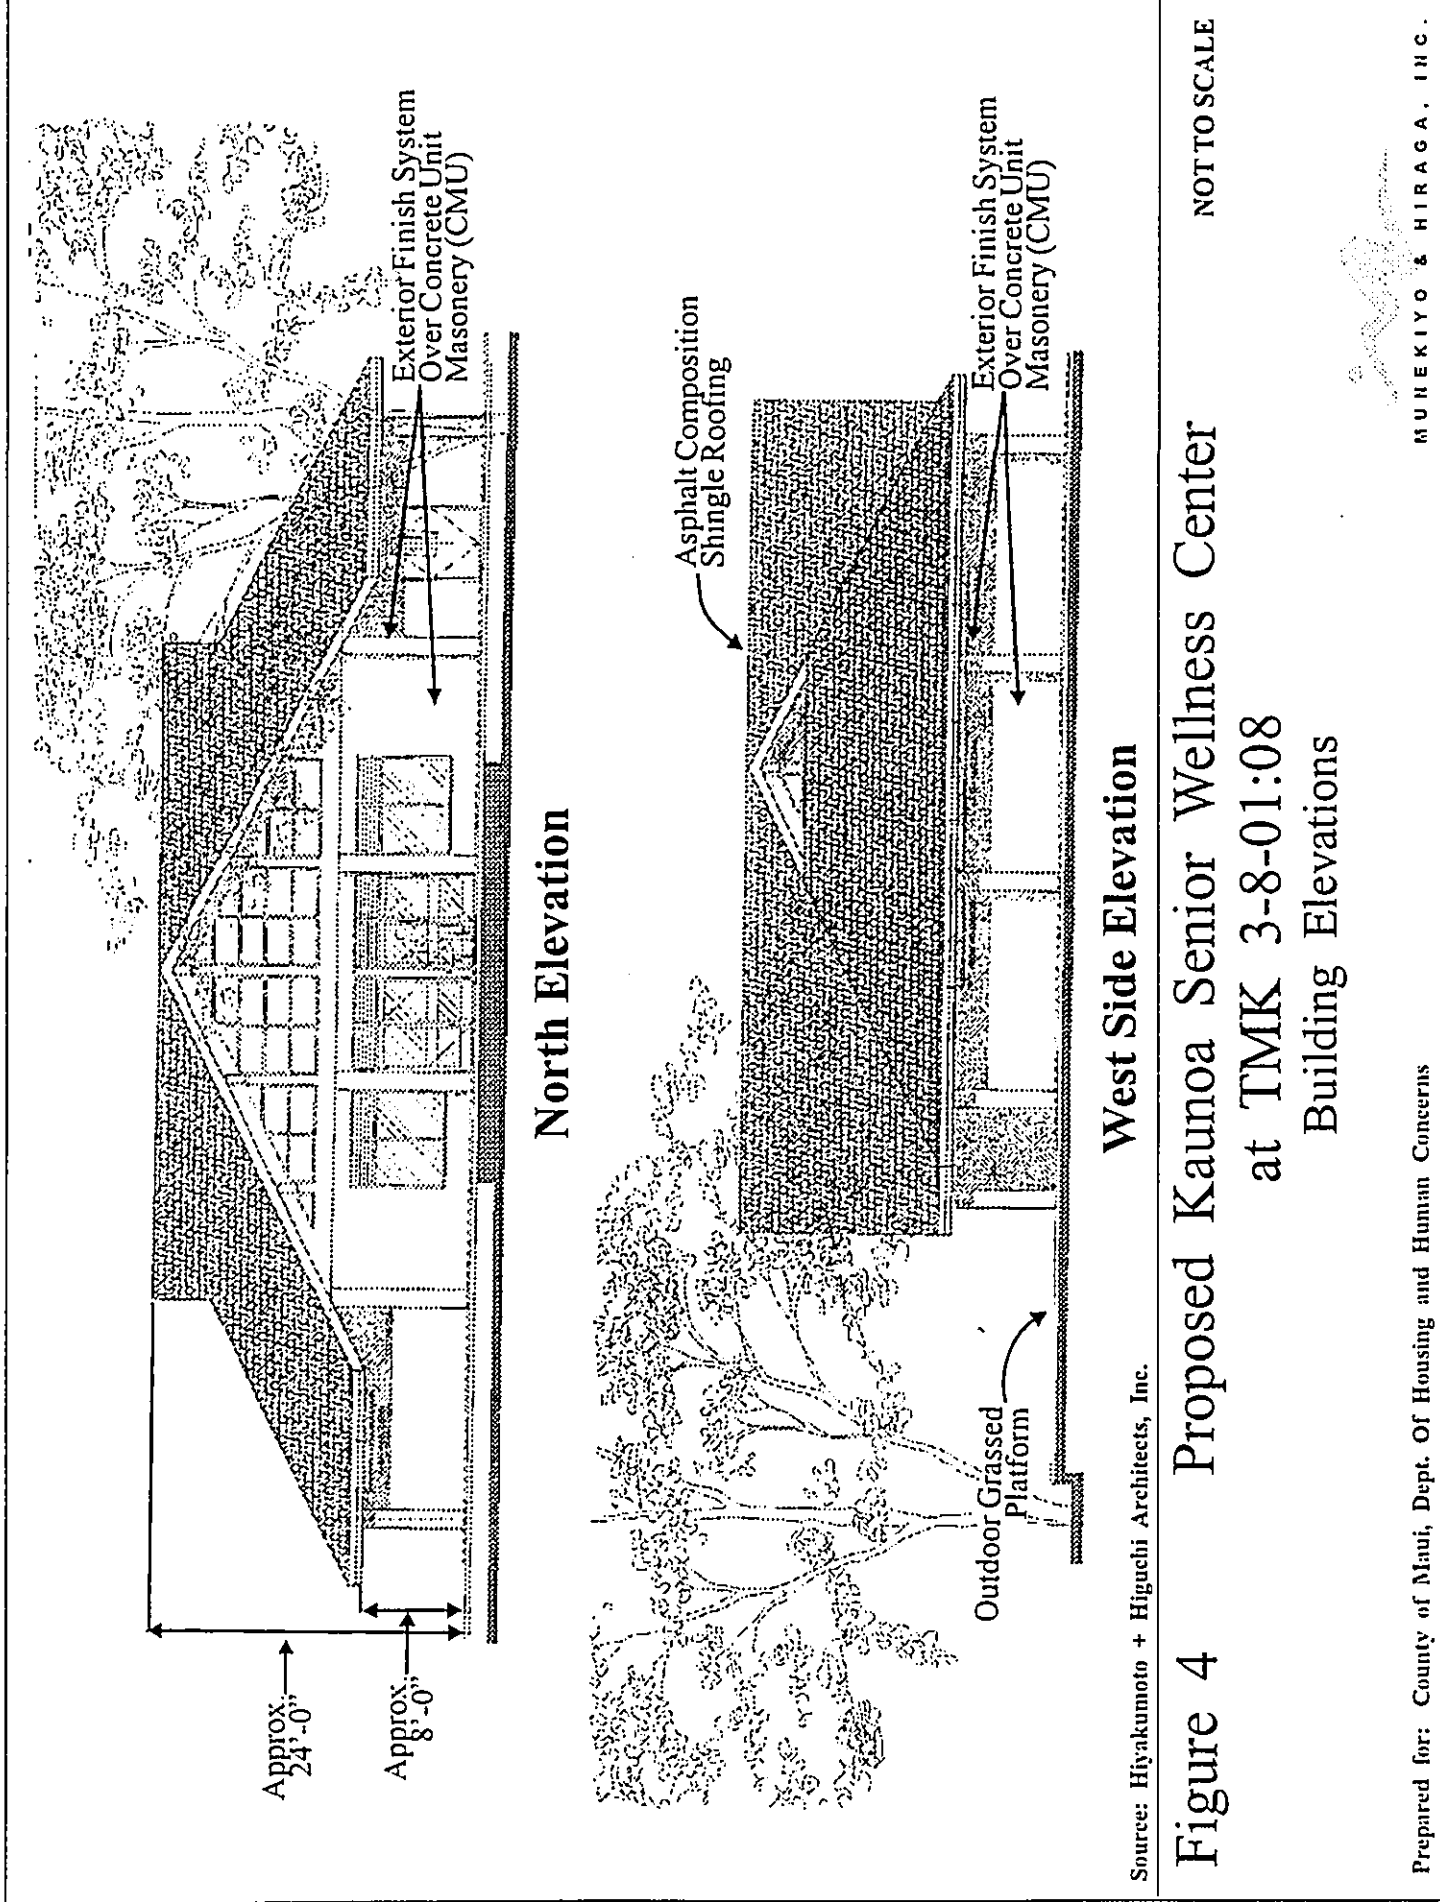 Approx.
24'-0"
Approx.
8'-0"
Exterior Finish System
Over Concrete Unit
Masonery (CMU)
North Elevation
Asphalt Composition
Shingle Roofing
Exterior Finish System
Over Concrete Unit
Masonery (CMU)
Outdoor Grassed
Platform
West Side Elevation
Source: Hiyakumoto + Higuchi Architects, Inc.
Figure 4 Proposed Kaunoa Senior Wellness Center
at TMK 3-8-01:08
Building Elevations
NOT TO SCALE
Prepared for: County of Maui, Dept. Of Housing and Human Concerns
MUNEKIYO & HIRAGA, INC.